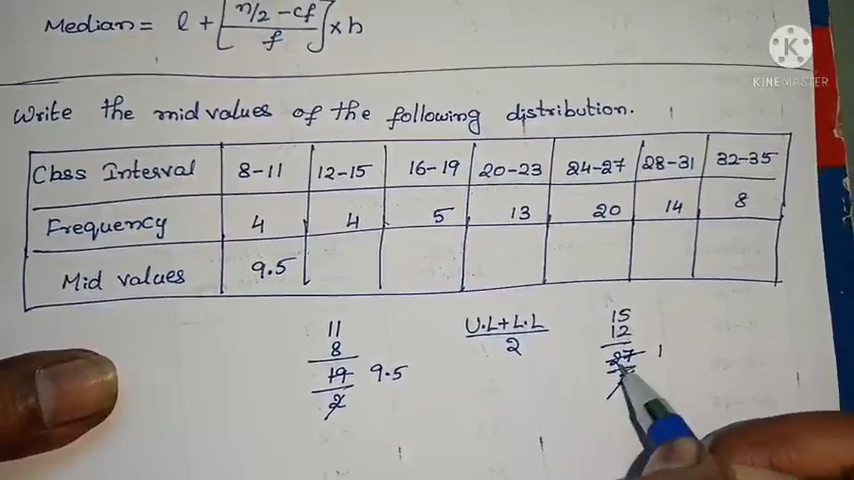 Median = l + [n/2 - cf / f] x h
K
KINEMASTER
Write the mid values of the following distribution.
Class Interval 8-11 12-15 16-19 20-23 24-27 28-31 32-35
Frequency 4 4 5 13 20 14 8
Mid values 9.5
11
8
19 9.5
2
U.L+L.L
2
15
12
27 1